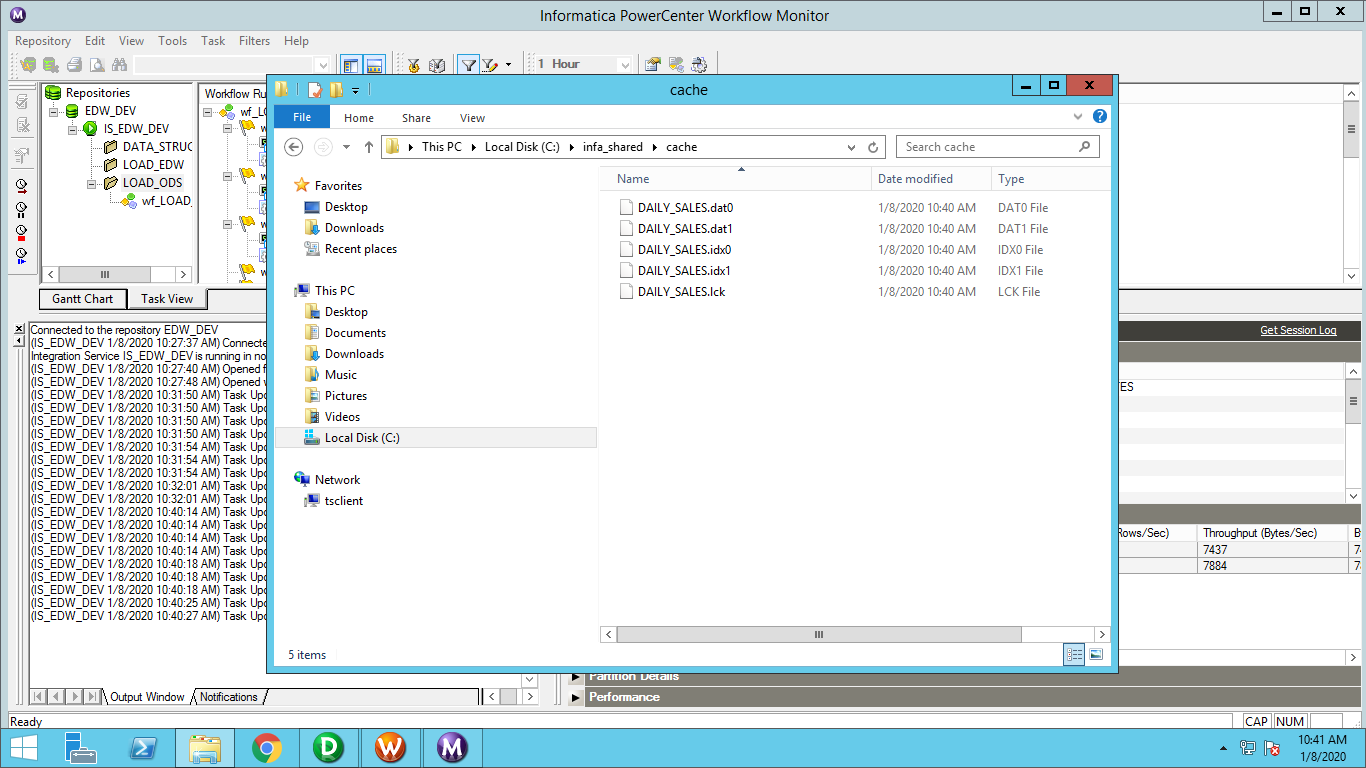 Informatica PowerCenter Workflow Monitor
Repository Edit View Tools Task Filters Help
1 Hour
Repositories
EDW_DEV
IS_EDW_DEV
DATA_STRUC
LOAD_EDW
LOAD_ODS
wf_LOAD_
Workflow Ru
wf_LO
Gantt Chart Task View
cache
File Home Share View
This PC Local Disk (C:) infa_shared cache
Search cache
Favorites
Desktop
Downloads
Recent places
This PC
Desktop
Documents
Downloads
Music
Pictures
Videos
Local Disk (C:)
Network
tsclient
Name Date modified Type
DAILY_SALES.dat0 1/8/2020 10:40 AM DAT0 File
DAILY_SALES.dat1 1/8/2020 10:40 AM DAT1 File
DAILY_SALES.idx0 1/8/2020 10:40 AM IDX0 File
DAILY_SALES.idx1 1/8/2020 10:40 AM IDX1 File
DAILY_SALES.lck 1/8/2020 10:40 AM LCK File
5 items
Connected to the repository EDW_DEV
(IS_EDW_DEV 1/8/2020 10:27:37 AM) Connecte
Integration Service IS_EDW_DEV is running in no
(IS_EDW_DEV 1/8/2020 10:27:40 AM) Opened f
(IS_EDW_DEV 1/8/2020 10:27:48 AM) Opened w
(IS_EDW_DEV 1/8/2020 10:31:50 AM) Task Upd
(IS_EDW_DEV 1/8/2020 10:31:50 AM) Task Upd
(IS_EDW_DEV 1/8/2020 10:31:50 AM) Task Upd
(IS_EDW_DEV 1/8/2020 10:31:50 AM) Task Upd
(IS_EDW_DEV 1/8/2020 10:31:54 AM) Task Upd
(IS_EDW_DEV 1/8/2020 10:31:54 AM) Task Upd
(IS_EDW_DEV 1/8/2020 10:31:54 AM) Task Upd
(IS_EDW_DEV 1/8/2020 10:32:01 AM) Task Upd
(IS_EDW_DEV 1/8/2020 10:32:01 AM) Task Upd
(IS_EDW_DEV 1/8/2020 10:40:14 AM) Task Upd
(IS_EDW_DEV 1/8/2020 10:40:14 AM) Task Upd
(IS_EDW_DEV 1/8/2020 10:40:14 AM) Task Upd
(IS_EDW_DEV 1/8/2020 10:40:14 AM) Task Upd
(IS_EDW_DEV 1/8/2020 10:40:18 AM) Task Upd
(IS_EDW_DEV 1/8/2020 10:40:18 AM) Task Upd
(IS_EDW_DEV 1/8/2020 10:40:18 AM) Task Upd
(IS_EDW_DEV 1/8/2020 10:40:25 AM) Task Upd
(IS_EDW_DEV 1/8/2020 10:40:27 AM) Task Upd
Output Window Notifications
Get Session Log
ES
Rows/Sec) Throughput (Bytes/Sec) B
7437
7884
Partition Details
Performance
Ready
CAP NUM
10:41 AM
1/8/2020